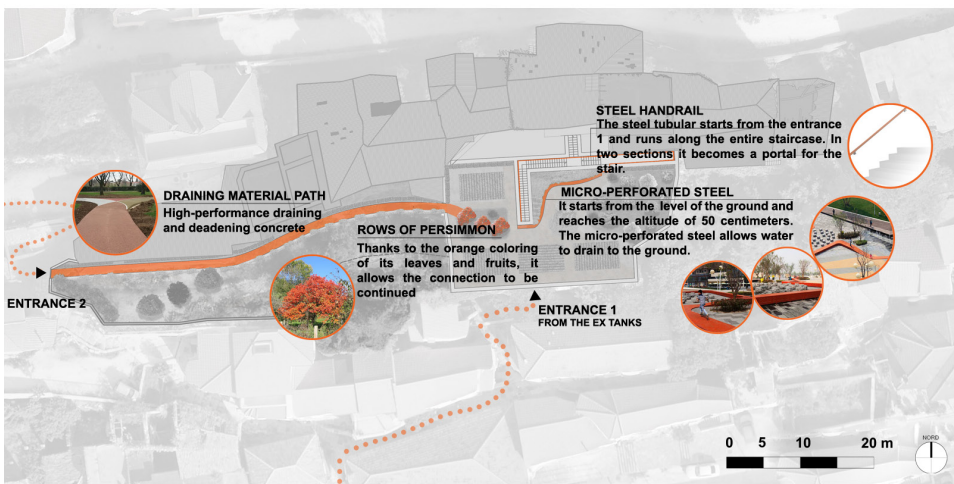 STEEL HANDRAIL
The steel tubular starts from the entrance
1 and runs along the entire staircase. In
two sections it becomes a portal for the
stair.
DRAINING MATERIAL PATH
High-performance draining
and deadening concrete
MICRO-PERFORATED STEEL
It starts from the level of the ground and
reaches the altitude of 50 centimeters.
The micro-perforated steel allows water
to drain to the ground.
ROWS OF PERSIMMON
Thanks to the orange coloring
of its leaves and fruits, it
allows the connection to be
continued
ENTRANCE 2
ENTRANCE 1
FROM THE EX TANKS
0 5 10 20 m
NORD